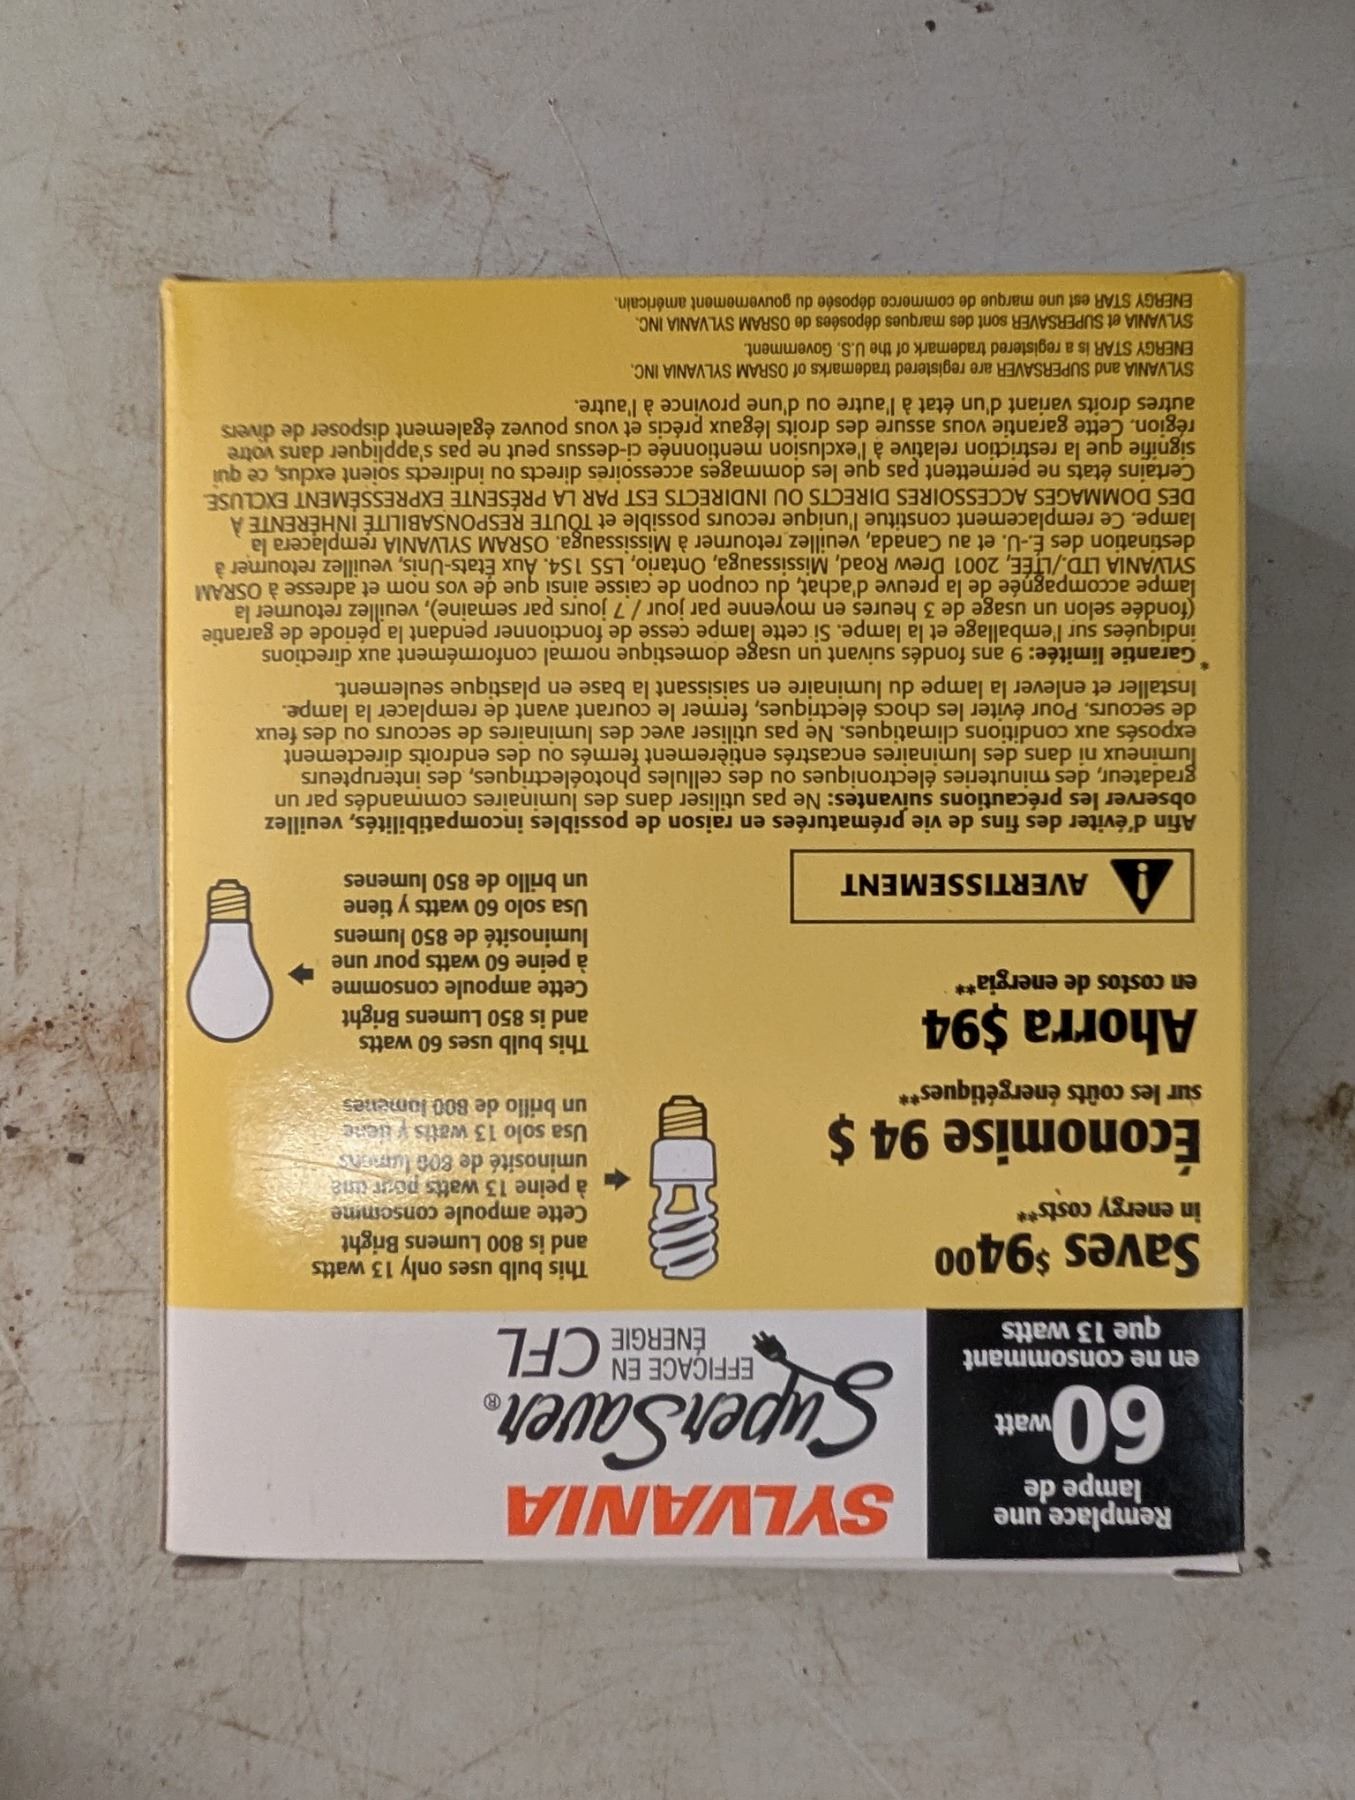 Remplace une
lampe de
60 watt
en ne consommant
que 13 watts
SYLVANIA
SuperSaver®
EFFICACE EN
ÉNERGIE
CFL
Saves $94.00
in energy costs**
Économise 94 $
sur les coûts énergétiques**
Ahorra $94
en costos de energia**
This bulb uses only 13 watts
and is 800 Lumens Bright
Cette ampoule consomme
à peine 13 watts pour une
uminosité de 800 lumens
Usa solo 13 watts y tiene
un brillo de 800 lumenes
This bulb uses 60 watts
and is 850 Lumens Bright
Cette ampoule consomme
à peine 60 watts pour une
luminosité de 850 lumens
Usa solo 60 watts y tiene
un brillo de 850 lumenes
AVERTISSEMENT
Afin d'éviter des fins de vie prématurées en raison de possibles incompatibilités, veuillez
observer les précautions suivantes: Ne pas utiliser dans des luminaires commandés par un
gradateur, des minuteries électroniques ou des cellules photoélectriques, des interrupteurs
lumineux ni dans des luminaires encastrés entièrement fermés ou des endroits directement
exposés aux conditions climatiques. Ne pas utiliser avec des luminaires de secours ou des feux
de secours. Pour éviter les chocs électriques, fermer le courant avant de remplacer la lampe.
Installer et enlever la lampe du luminaire en saisissant la base en plastique seulement.
*Garantie limitée: 9 ans fondés suivant un usage domestique normal conformément aux directions
indiquées sur l'emballage et la lampe. Si cette lampe cesse de fonctionner pendant la période de garantie
(fondée selon un usage de 3 heures en moyenne par jour / 7 jours par semaine), veuillez retourner la
lampe accompagnée de la preuve d'achat, du coupon de caisse ainsi que de vos nom et adresse à OSRAM
SYLVANIA LTD./LTÉE, 2001 Drew Road, Mississauga, Ontario, L5S 1S4. Aux États-Unis, veuillez retourner à
destination des É.-U. et au Canada, veuillez retourner à Mississauga. OSRAM SYLVANIA remplacera la
lampe. Ce remplacement constitue l'unique recours possible et TOUTE RESPONSABILITÉ INHÉRENTE À
DES DOMMAGES ACCESSOIRES DIRECTS OU INDIRECTS EST PAR LA PRÉSENTE EXPRESSÉMENT EXCLUSE.
Certains états ne permettent pas que les dommages accessoires directs ou indirects soient exclus, ce qui
signifie que la restriction relative à l'exclusion mentionnée ci-dessus peut ne pas s'appliquer dans votre
région. Cette garantie vous assure des droits légaux précis et vous pouvez également disposer de divers
autres droits variant d'un état à l'autre ou d'une province à l'autre.
SYLVANIA and SUPERSAVER are registered trademarks of OSRAM SYLVANIA INC.
ENERGY STAR is a registered trademark of the U.S. Government.
SYLVANIA et SUPERSAVER sont des marques déposées de OSRAM SYLVANIA INC.
ENERGY STAR est une marque de commerce déposée du gouvernement américain.